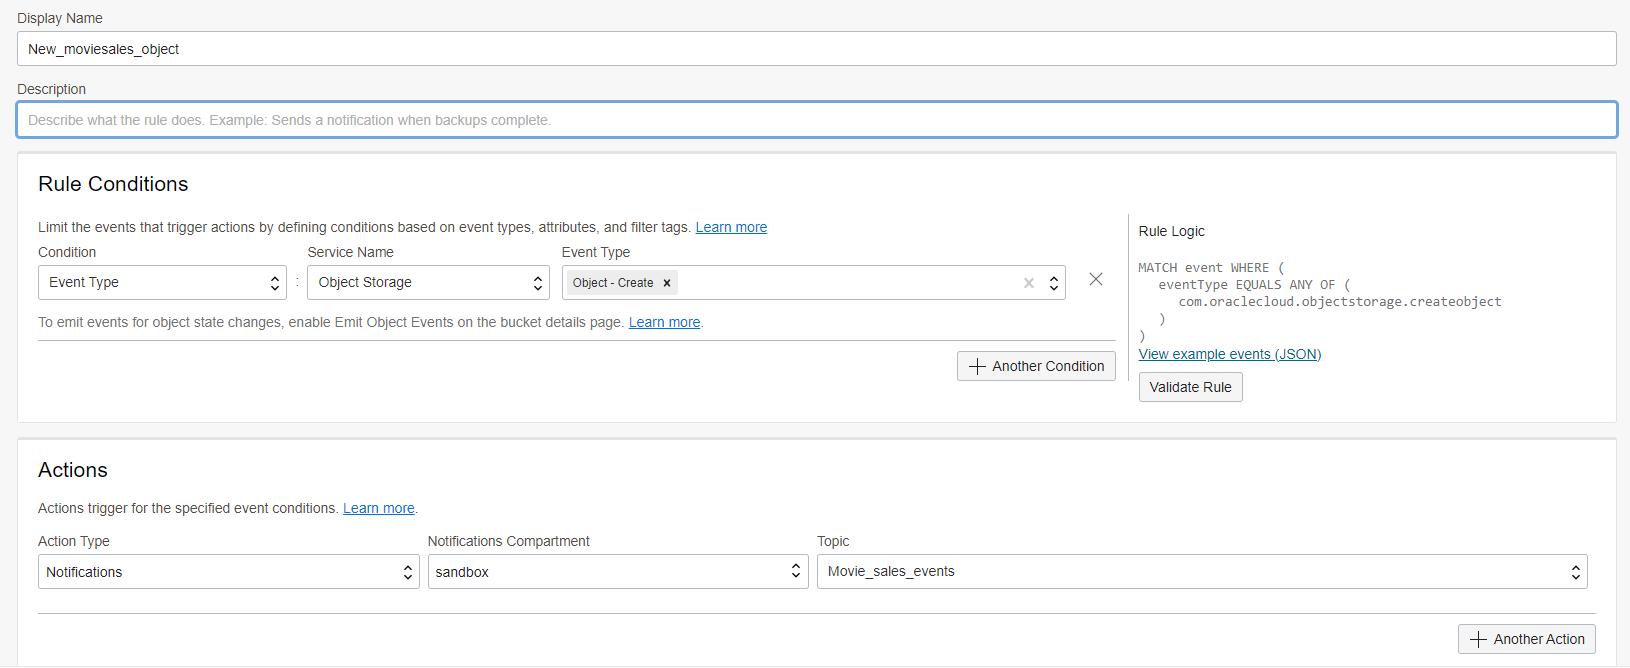 Display Name
New_moviesales_object
Description
Describe what the rule does. Example: Sends a notification when backups complete.
Rule Conditions
Limit the events that trigger actions by defining conditions based on event types, attributes, and filter tags. Learn more
Condition Service Name Event Type
Event Type : Object Storage Object - Create
To emit events for object state changes, enable Emit Object Events on the bucket details page. Learn more.
Another Condition
Rule Logic
MATCH event WHERE (
eventType EQUALS ANY OF (
com.oraclecloud.objectstorage.createobject
)
)
View example events (JSON)
Validate Rule
Actions
Actions trigger for the specified event conditions. Learn more.
Action Type Notifications Compartment Topic
Notifications sandbox Movie_sales_events
Another Action